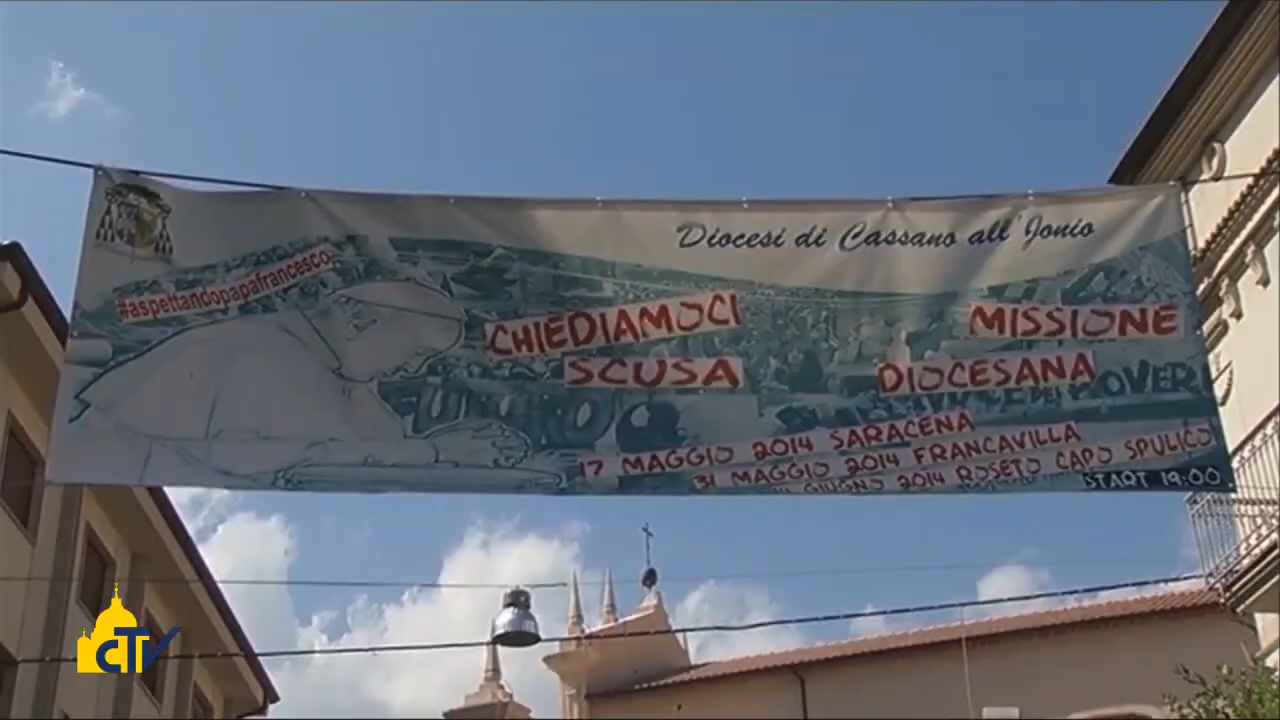 Diocesi di Cassano all'Jonio
#aspettandopapafrancesco
CHIEDIAMOCI
SCUSA
MISSIONE
DIOCESANA
FUTURO
17 MAGGIO 2014 SARACENA
31 MAGGIO 2014 FRANCAVILLA
GIUGNO 2014 ROSETO CAPO SPULICO
START 19:00
CTV